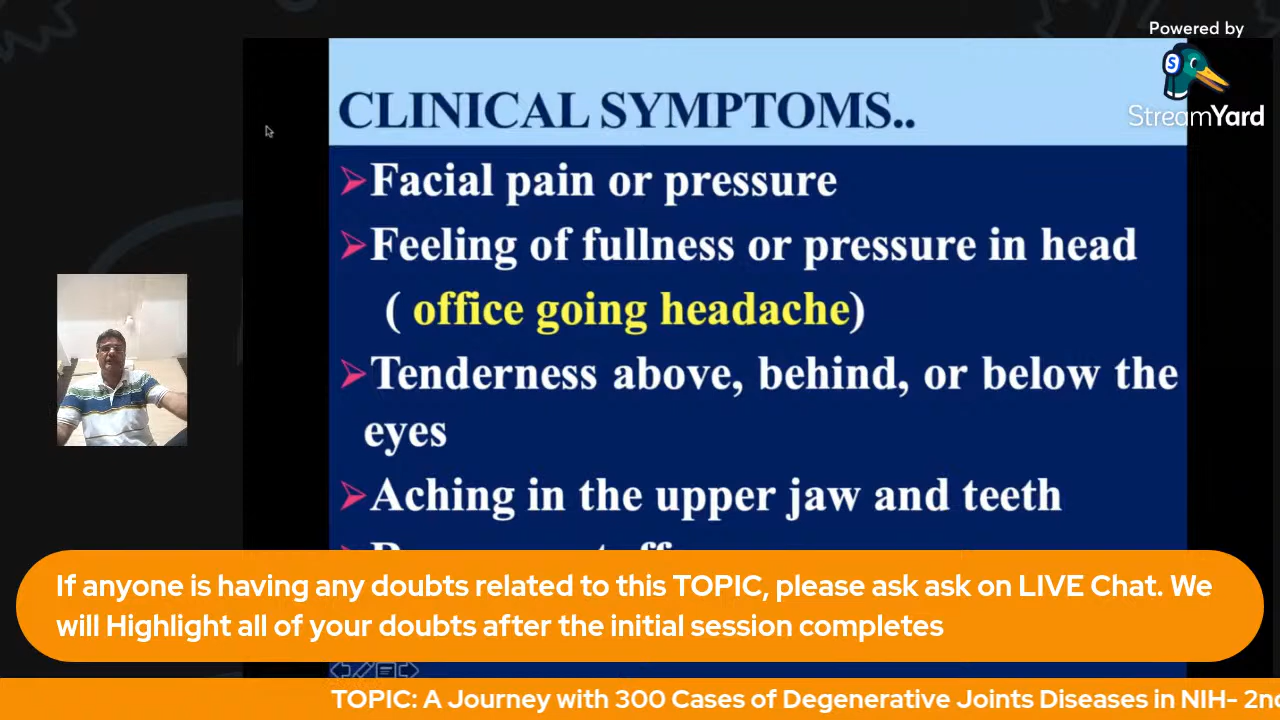 Powered by
StreamYard
CLINICAL SYMPTOMS..
➢Facial pain or pressure
➢Feeling of fullness or pressure in head
( office going headache)
➢Tenderness above, behind, or below the
eyes
➢Aching in the upper jaw and teeth
If anyone is having any doubts related to this TOPIC, please ask ask on LIVE Chat. We
will Highlight all of your doubts after the initial session completes
TOPIC: A Journey with 300 Cases of Degenerative Joints Diseases in NIH- 2nd